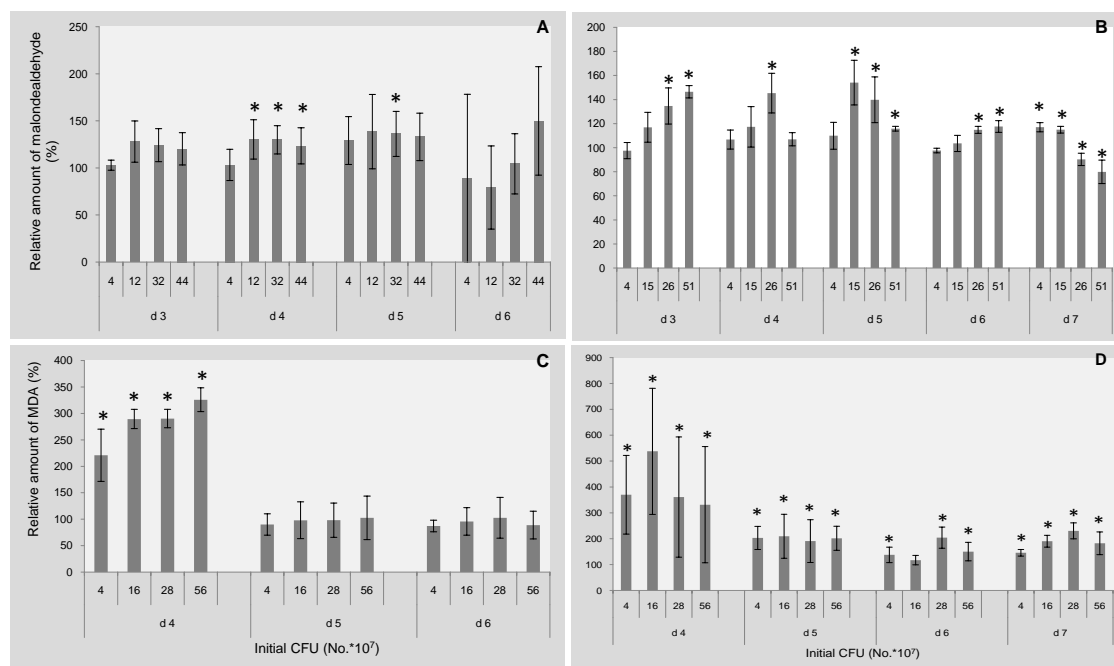 A
Relative amount of malondealdehyde
(%)
250
200
150
100
50
0
4 12 32 44 4 12 32 44 4 12 32 44 4 12 32 44
d 3 d 4 d 5 d 6
* * * *
B
200
180
160
140
120
100
80
60
40
20
0
* * * * * * * * * * * *
4 15 26 51 4 15 26 51 4 15 26 51 4 15 26 51 4 15 26 51
d 3 d 4 d 5 d 6 d 7
C
Relative amount of MDA (%)
400
350
300
250
200
150
100
50
0
* * * *
4 16 28 56 4 16 28 56 4 16 28 56
d 4 d 5 d 6
Initial CFU (No.*10⁷)
D
900
800
700
600
500
400
300
200
100
0
* * * * * * * * * * * * * * *
4 16 28 56 4 16 28 56 4 16 28 56 4 16 28 56
d 4 d 5 d 6 d 7
Initial CFU (No.*10⁷)